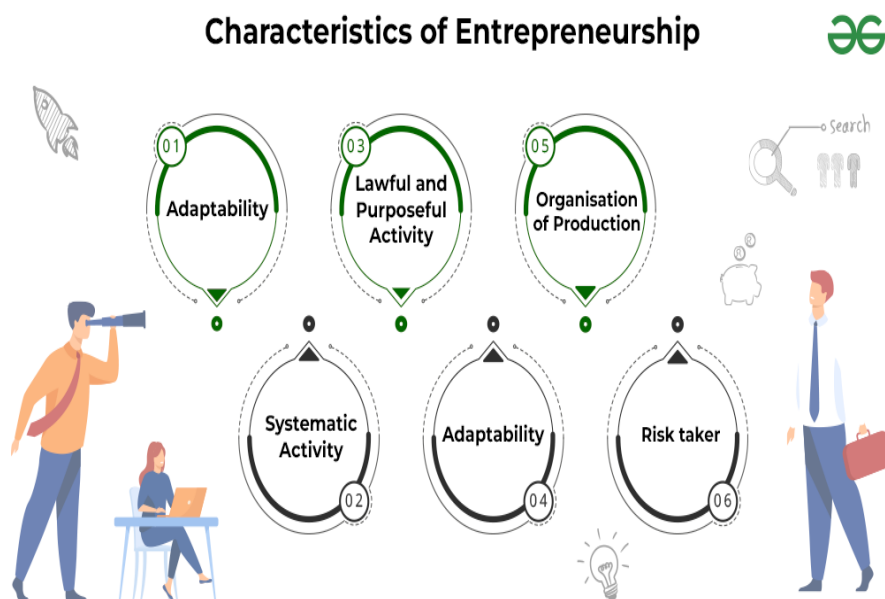 Characteristics of Entrepreneurship
search
01
Adaptability
03
Lawful and
Purposeful
Activity
05
Organisation
of Production
Systematic
Activity
02
Adaptability
04
Risk taker
06